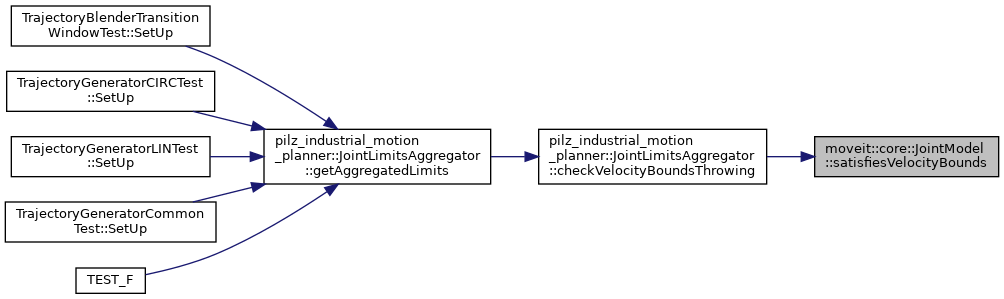 TrajectoryBlenderTransition
WindowTest::SetUp
TrajectoryGeneratorCIRCTest
::SetUp
TrajectoryGeneratorLINTest
::SetUp
TrajectoryGeneratorCommon
Test::SetUp
TEST_F
pilz_industrial_motion
_planner::JointLimitsAggregator
::getAggregatedLimits
pilz_industrial_motion
_planner::JointLimitsAggregator
::checkVelocityBoundsThrowing
moveit::core::JointModel
::satisfiesVelocityBounds